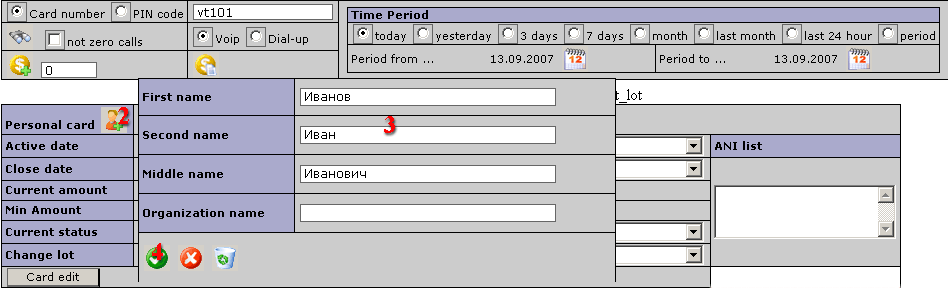 Card number PIN code vt101 Time Period
not zero calls Voip Dial-up today yesterday 3 days 7 days month last month last 24 hour period
0 Period from ... 13.09.2007 12 Period to ... 13.09.2007 12
First name Иванов t_lot
Personal card 2 Second name Иван 3
Active date ANI list
Close date Middle name Иванович
Current amount
Min Amount Organization name
Current status
Change lot 4
Card edit